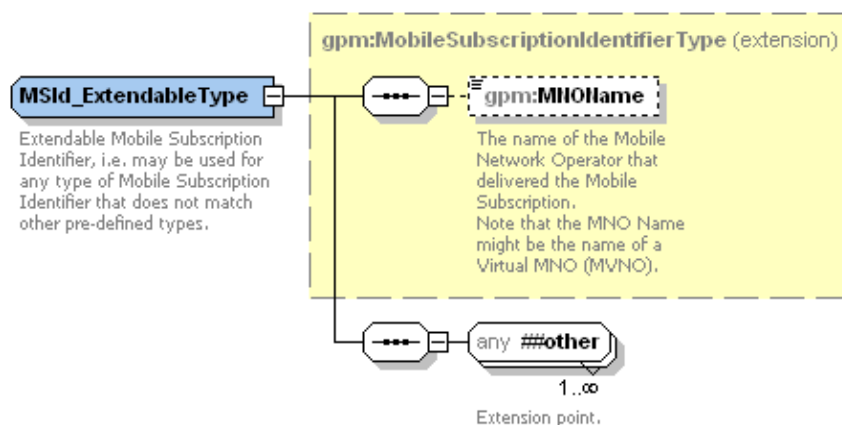 gpm:MobileSubscriptionIdentifierType (extension)
MSId_ExtendableType
Extendable Mobile Subscription
Identifier, i.e. may be used for
any type of Mobile Subscription
Identifier that does not match
other pre-defined types.
gpm:MNOName
The name of the Mobile
Network Operator that
delivered the Mobile
Subscription.
Note that the MNO Name
might be the name of a
Virtual MNO (MVNO).
any ##other
1..∞
Extension point.